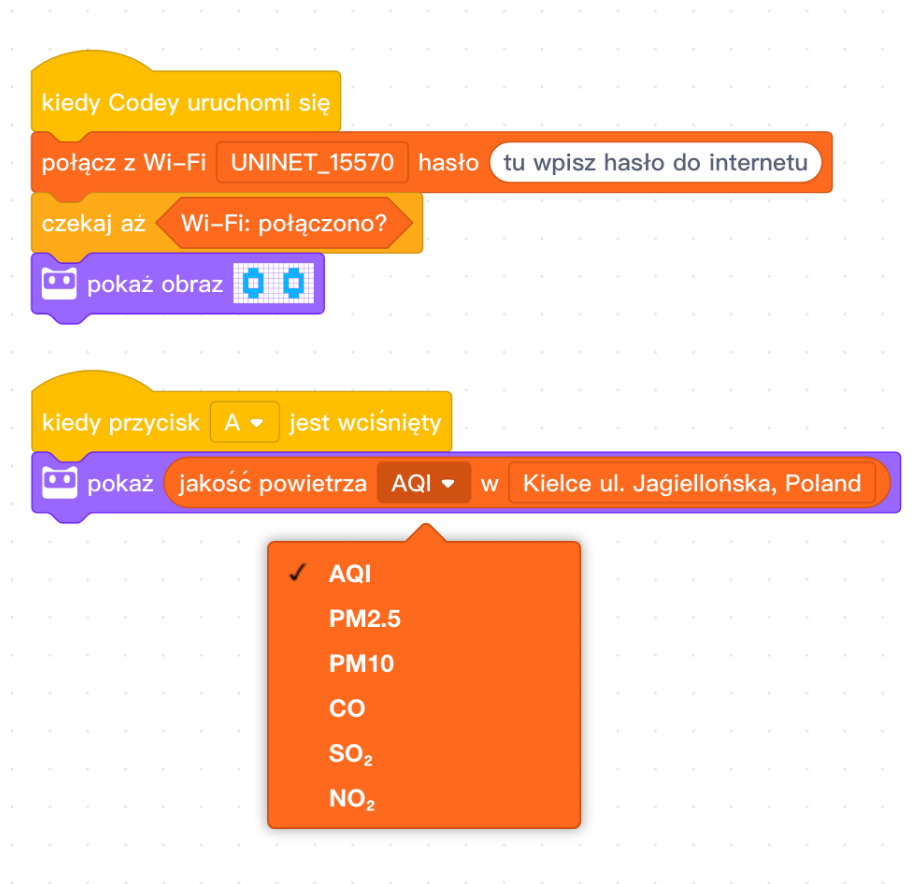 kiedy Codey uruchomi się
połącz z Wi-Fi UNINET_15570 hasło tu wpisz hasło do internetu
czekaj aż Wi-Fi: połączono?
pokaż obraz
kiedy przycisk A jest wciśnięty
pokaż jakość powietrza AQI w Kielce ul. Jagiellońska, Poland
AQI
PM2.5
PM10
CO
SO₂
NO₂